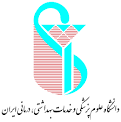 دانشگاه علوم پزشکی و خدمات بهداشتی، درمانی ایران